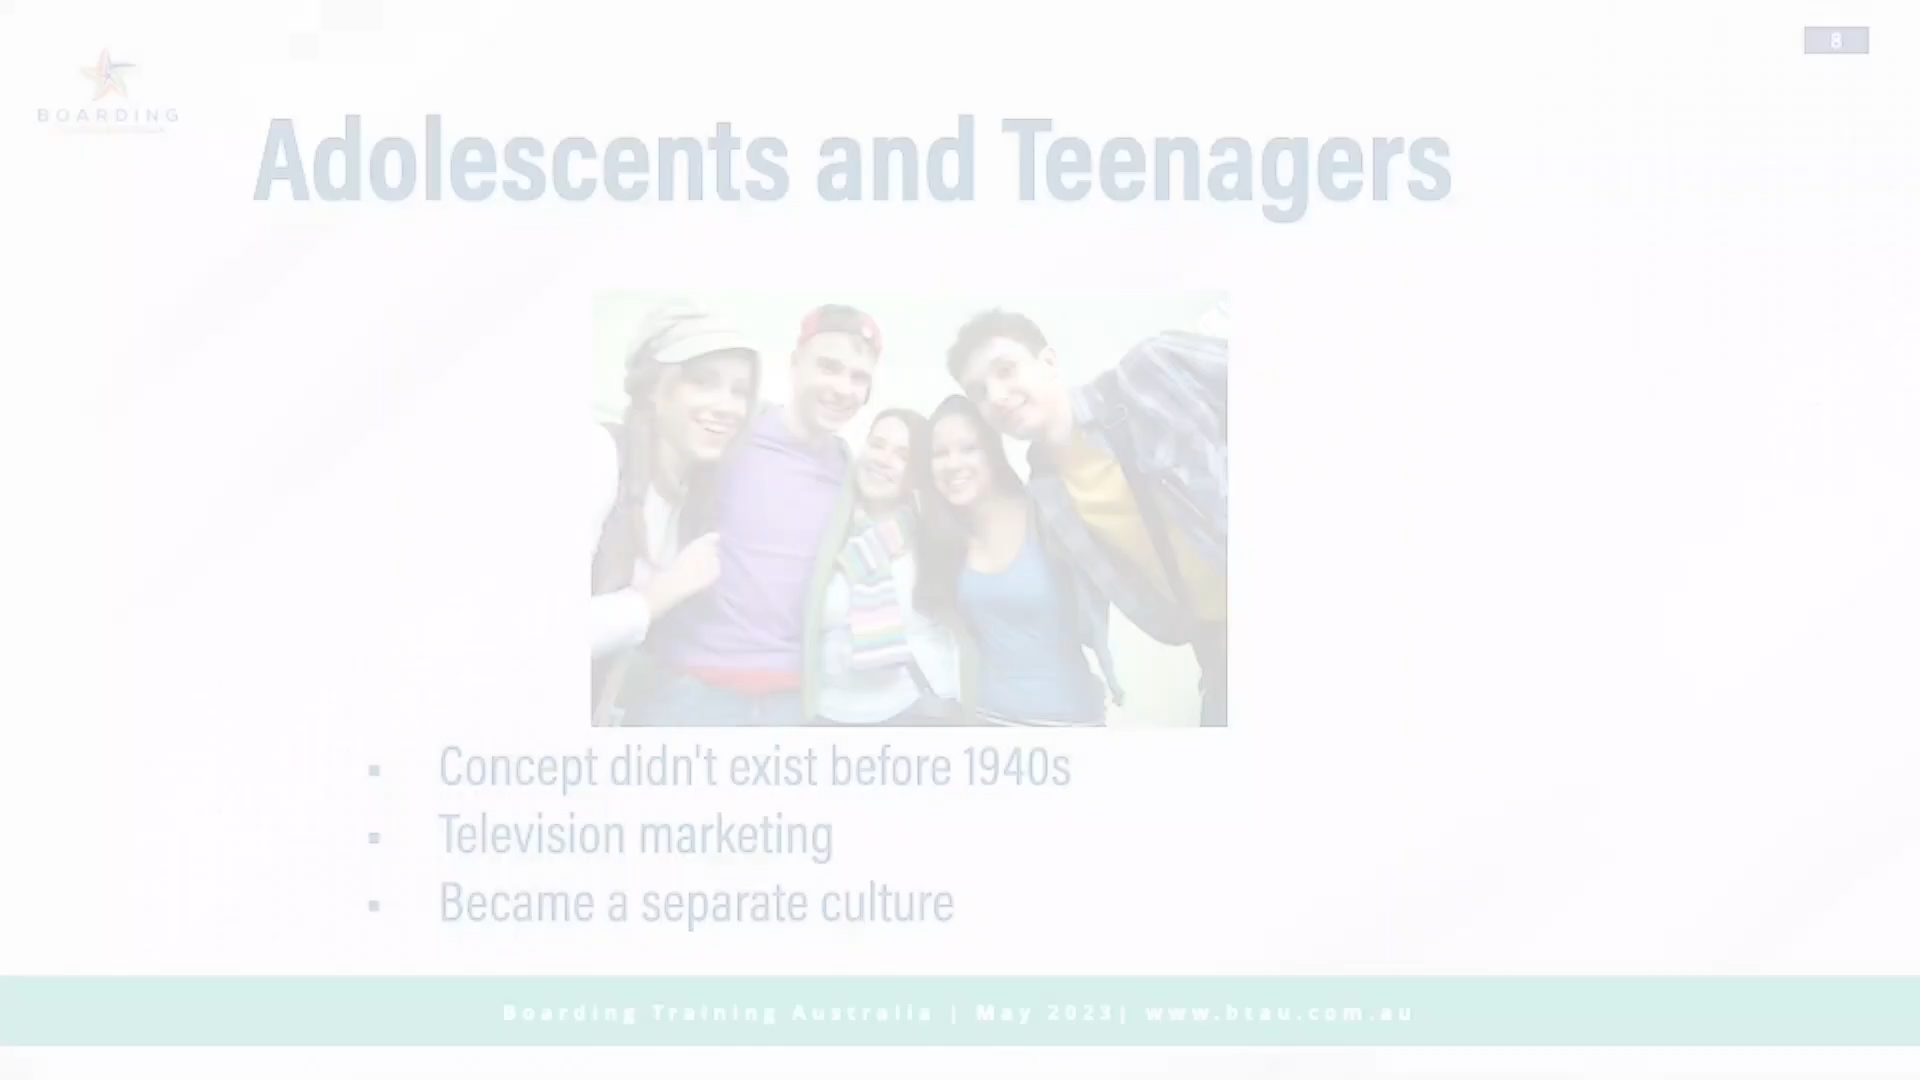 8
BOARDING
Adolescents and Teenagers
Concept didn't exist before 1940s
Television marketing
Became a separate culture
Boarding Training Australia | May 2023| www.btau.com.au